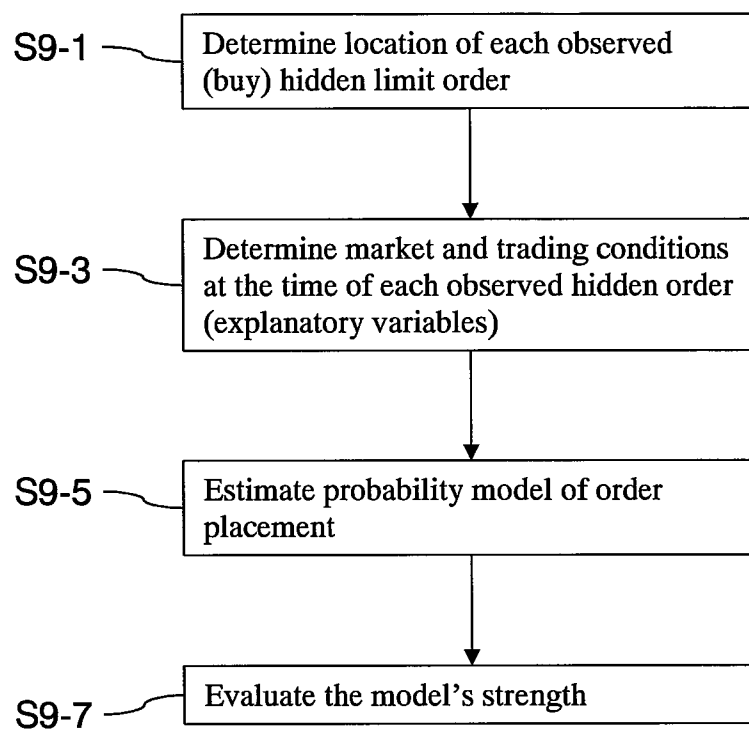 S9-1
Determine location of each observed
(buy) hidden limit order
S9-3
Determine market and trading conditions
at the time of each observed hidden order
(explanatory variables)
S9-5
Estimate probability model of order
placement
S9-7
Evaluate the model's strength